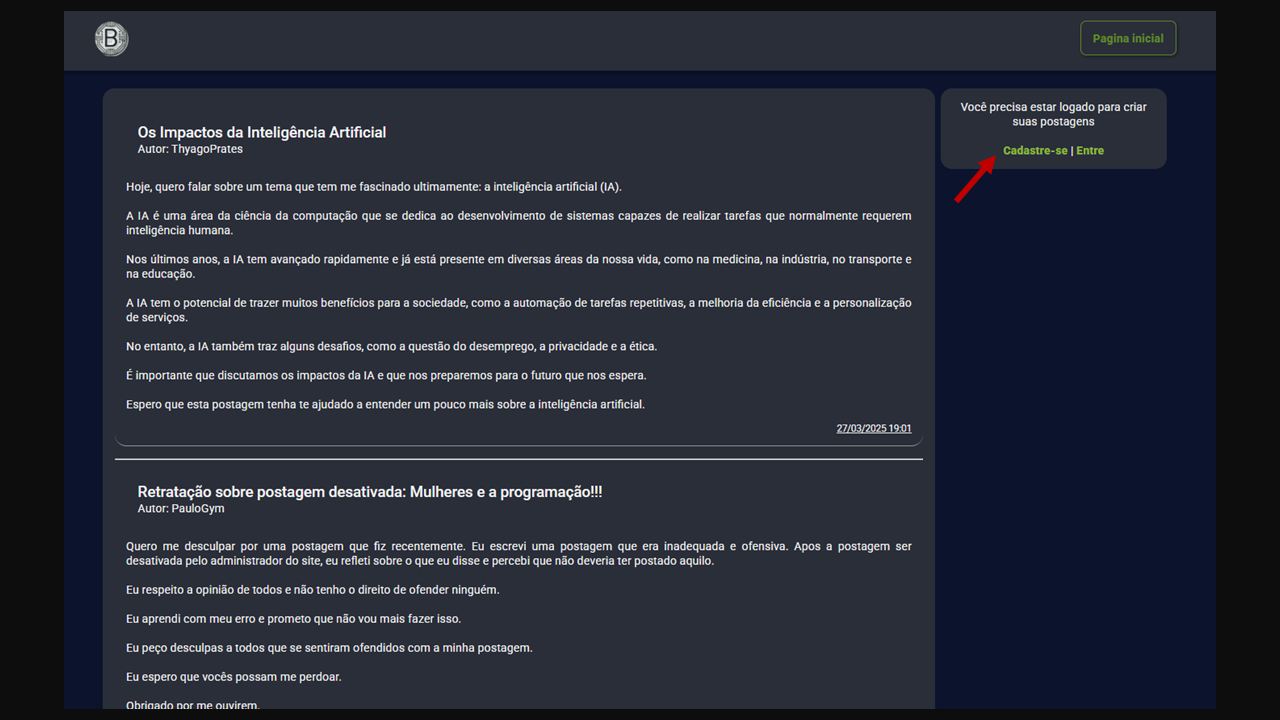 B
Pagina inicial
Os Impactos da Inteligência Artificial
Autor: ThyagoPrates
Hoje, quero falar sobre um tema que tem me fascinado ultimamente: a inteligência artificial (IA).
A IA é uma área da ciência da computação que se dedica ao desenvolvimento de sistemas capazes de realizar tarefas que normalmente requerem
inteligência humana.
Nos últimos anos, a IA tem avançado rapidamente e já está presente em diversas áreas da nossa vida, como na medicina, na indústria, no transporte e
na educação.
A IA tem o potencial de trazer muitos benefícios para a sociedade, como a automação de tarefas repetitivas, a melhoria da eficiência e a personalização
de serviços.
No entanto, a IA também traz alguns desafios, como a questão do desemprego, a privacidade e a ética.
É importante que discutamos os impactos da IA e que nos preparemos para o futuro que nos espera.
Espero que esta postagem tenha te ajudado a entender um pouco mais sobre a inteligência artificial.
27/03/2025 19:01
Retratação sobre postagem desativada: Mulheres e a programação!!!
Autor: PauloGym
Quero me desculpar por uma postagem que fiz recentemente. Eu escrevi uma postagem que era inadequada e ofensiva. Apos a postagem ser
desativada pelo administrador do site, eu refleti sobre o que eu disse e percebi que não deveria ter postado aquilo.
Eu respeito a opinião de todos e não tenho o direito de ofender ninguém.
Eu aprendi com meu erro e prometo que não vou mais fazer isso.
Eu peço desculpas a todos que se sentiram ofendidos com a minha postagem.
Eu espero que vocês possam me perdoar.
Obrigado por me ouvirem.
Você precisa estar logado para criar
suas postagens
Cadastre-se | Entre